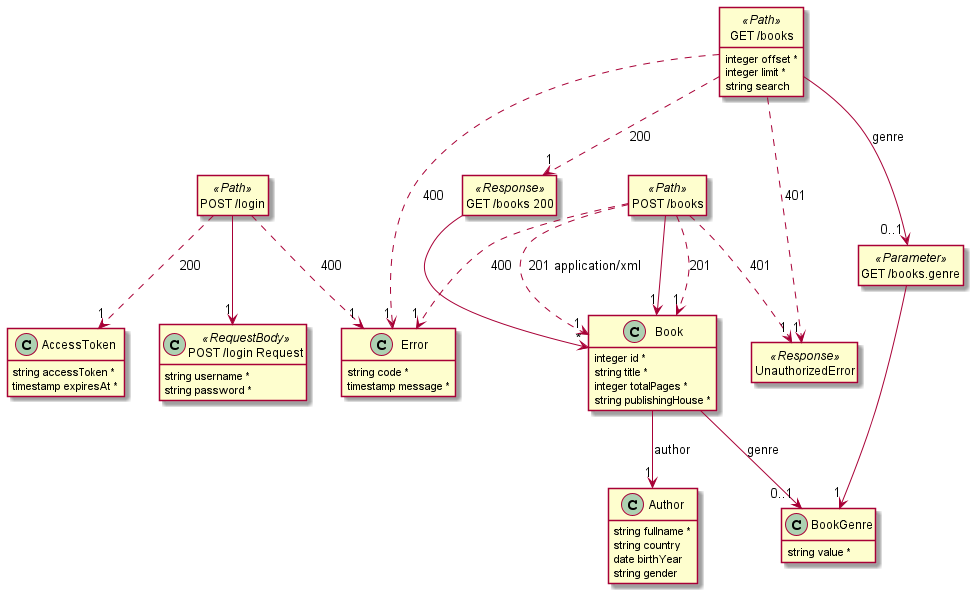 «Path»
GET /books
integer offset *
integer limit *
string search
genre
200
1
400
401
0..1
«Path»
POST /login
«Response»
GET /books 200
«Path»
POST /books
«Parameter»
GET /books.genre
200
400
400
201 application/xml
201
401
1
1
1
1
1
1
*
1
1
1
1
C AccessToken
string accessToken *
timestamp expiresAt *
C «RequestBody»
POST /login Request
string username *
string password *
C Error
string code *
timestamp message *
C Book
integer id *
string title *
integer totalPages *
string publishingHouse *
«Response»
UnauthorizedError
author
genre
1
0..1
1
C Author
string fullname *
string country
date birthYear
string gender
C BookGenre
string value *